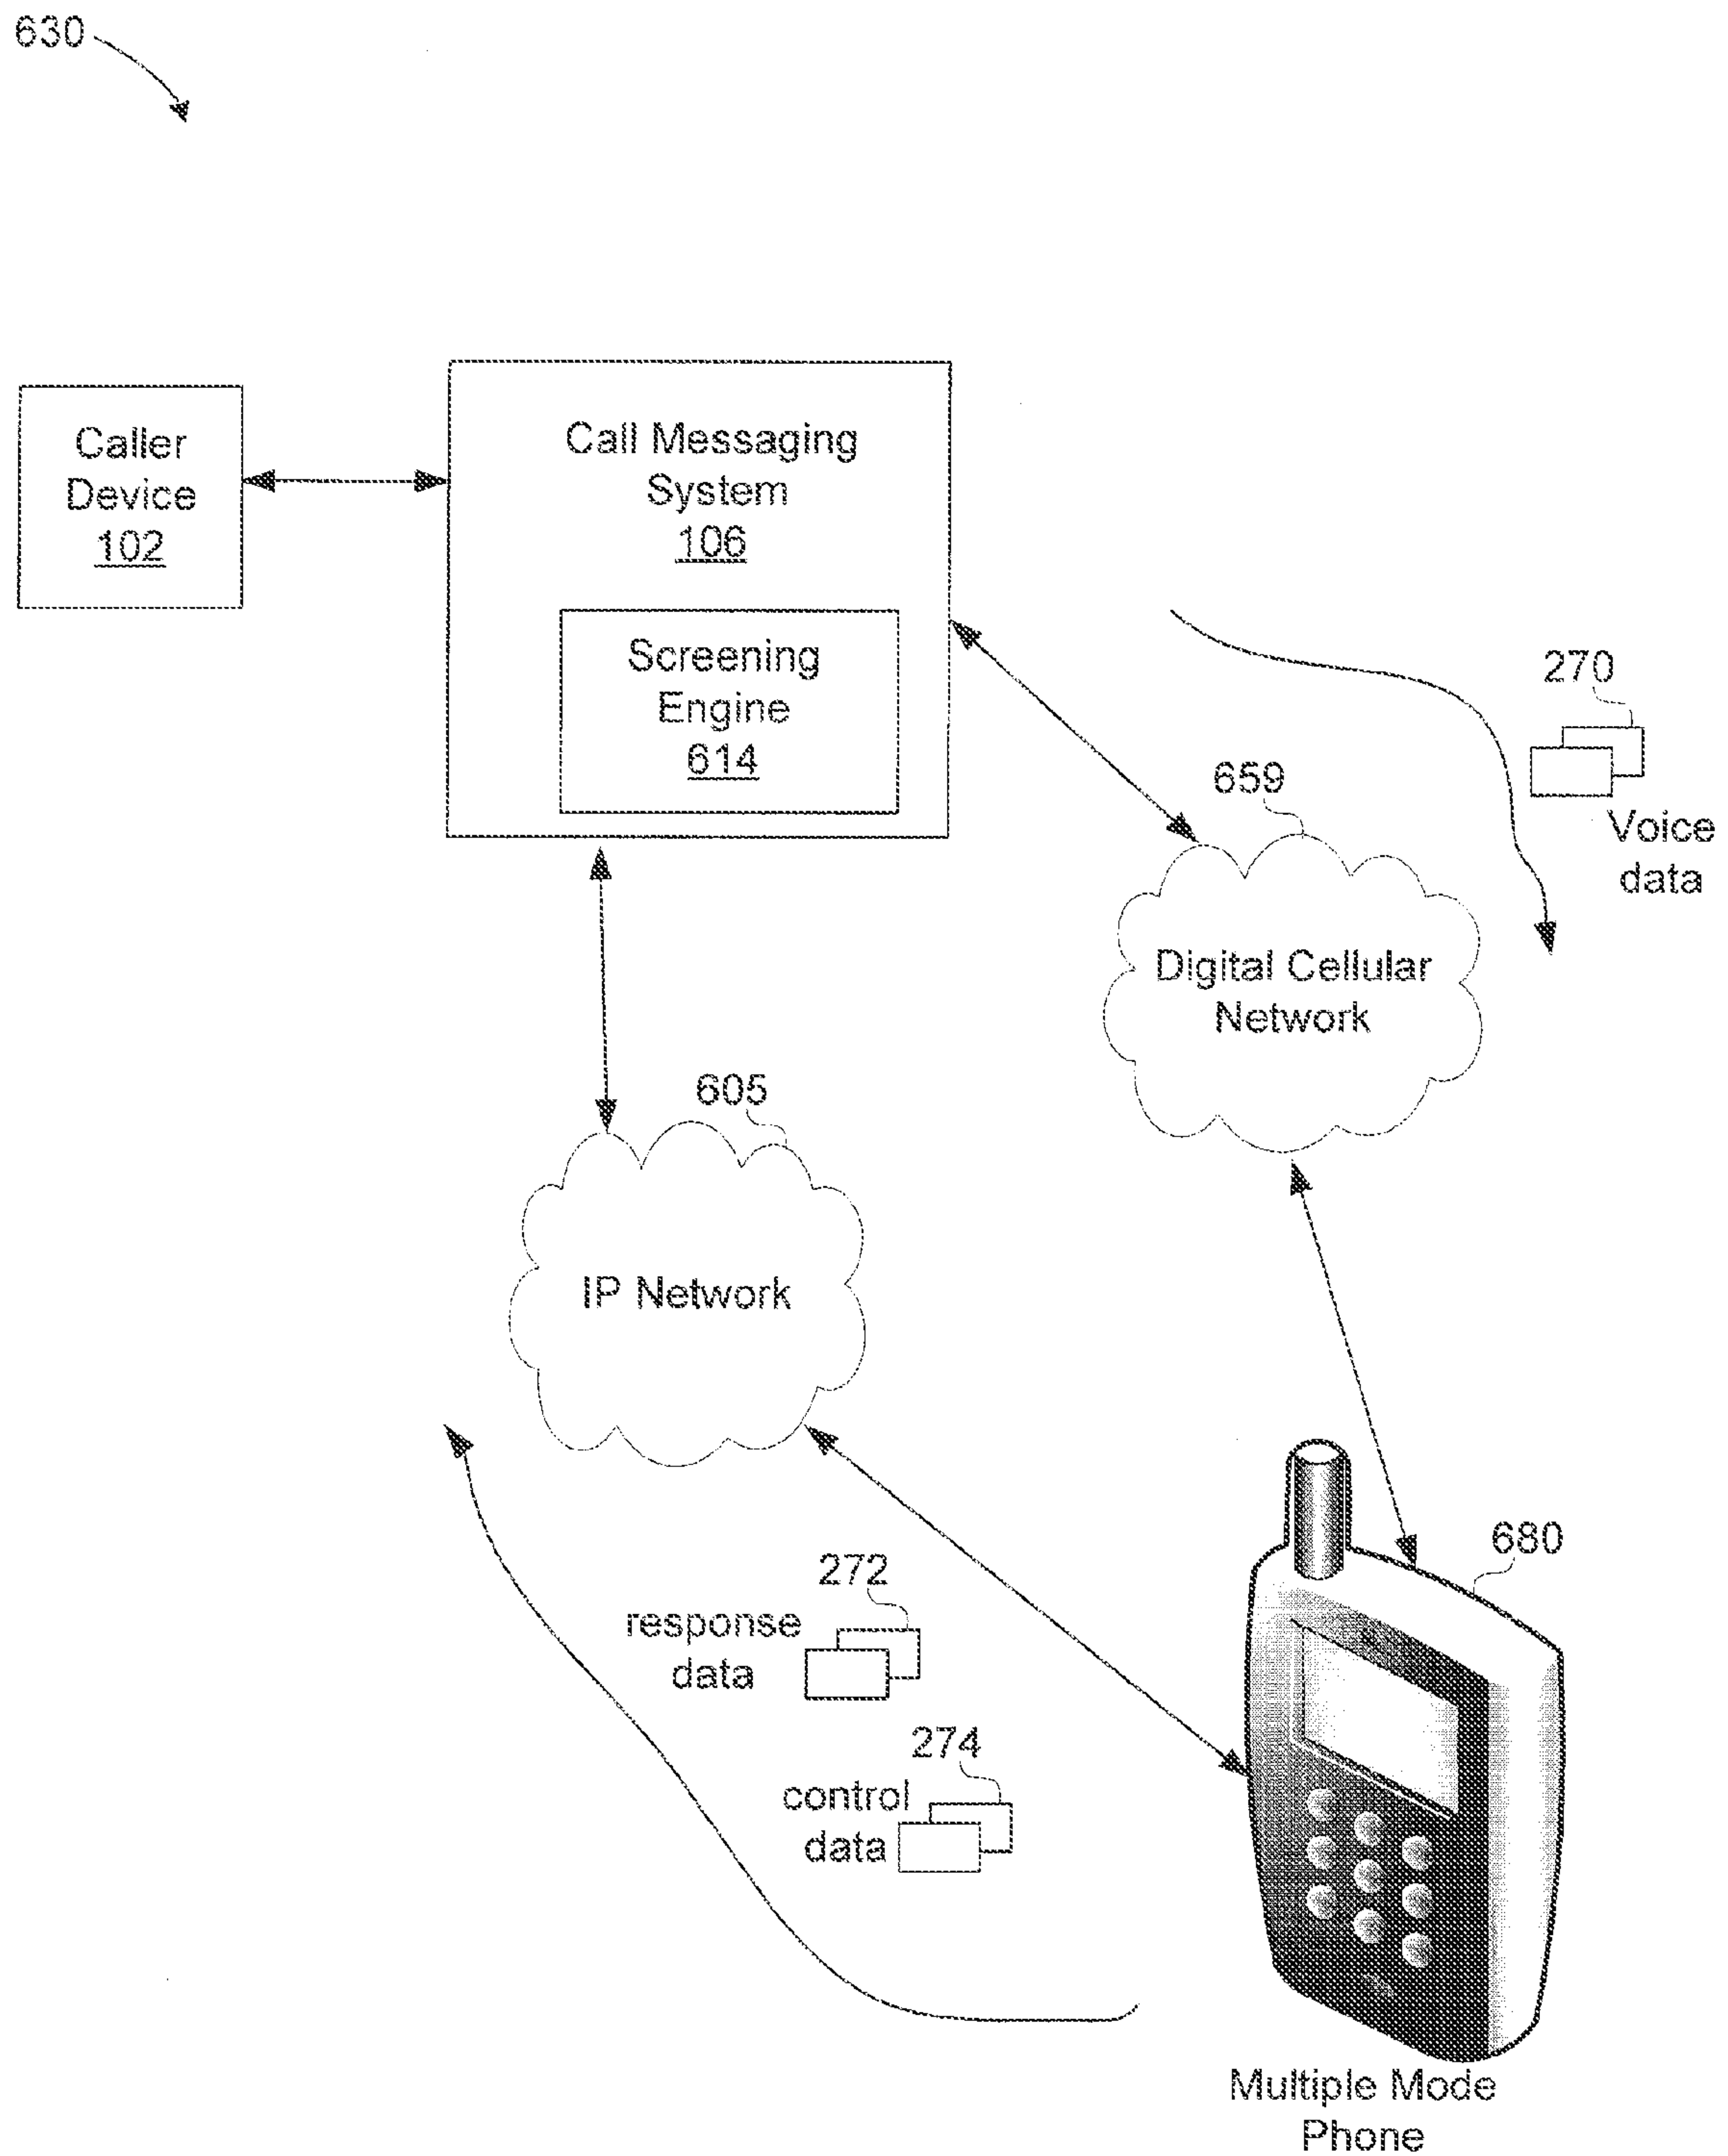 630
Caller
Device
102
Call Messaging
System
106
Screening
Engine
614
270
Voice
data
659
Digital Cellular
Network
605
IP Network
680
272
response
data
274
control
data
Multiple Mode
Phone